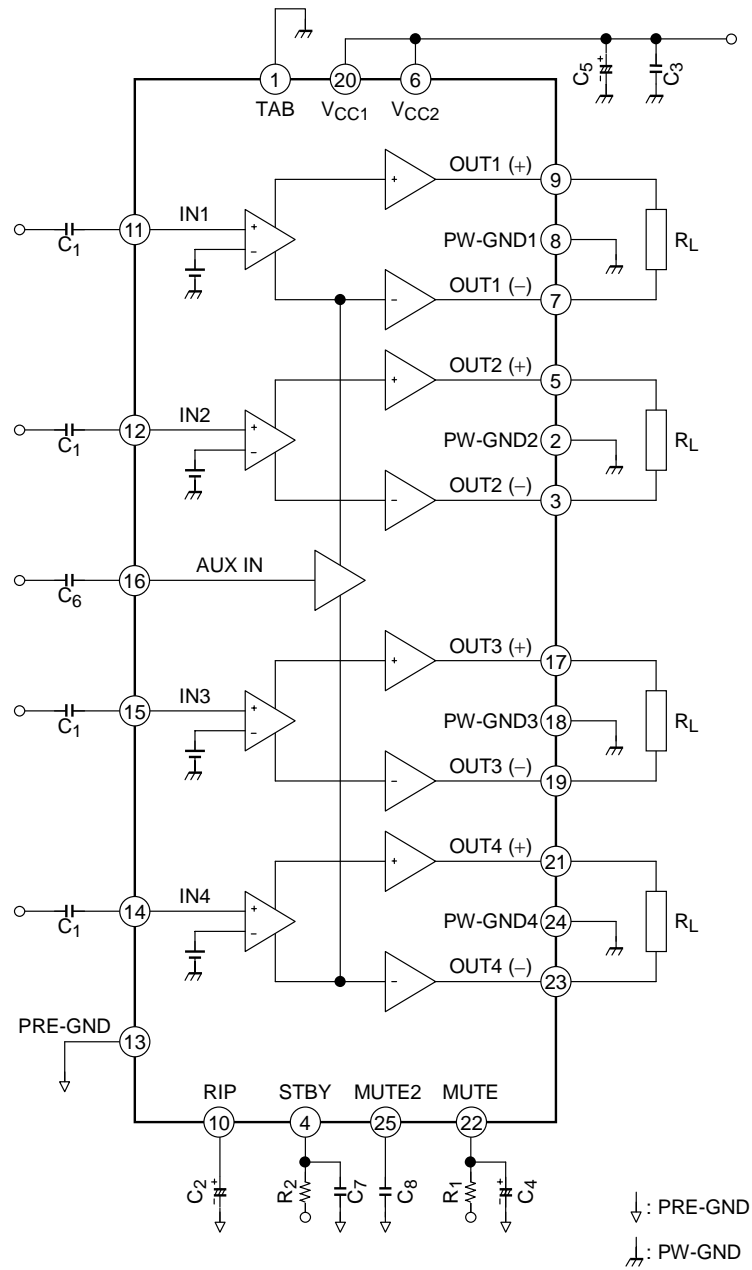 1 20 6
TAB VCC1 VCC2
C5 - + C3
OUT1 (+) 9
+
IN1 11 C1
+
−
PW-GND1 8 RL
OUT1 (−) 7
−
OUT2 (+) 5
+
IN2 12 C1
+
−
PW-GND2 2 RL
OUT2 (−) 3
−
AUX IN 16 C6
OUT3 (+) 17
+
IN3 15 C1
+
−
PW-GND3 18 RL
OUT3 (−) 19
−
OUT4 (+) 21
+
IN4 14 C1
+
−
PW-GND4 24 RL
OUT4 (−) 23
−
PRE-GND 13
RIP STBY MUTE2 MUTE
10 4 25 22
C2 - + R2 C7 C8 R1 - + C4
: PRE-GND
: PW-GND